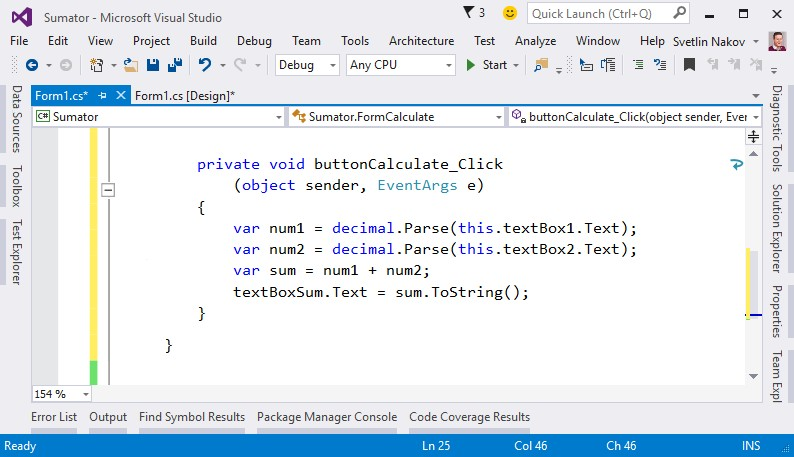 Sumator - Microsoft Visual Studio
3
Quick Launch (Ctrl+Q)
File Edit View Project Build Debug Team Tools Architecture Test Analyze Window Help Svetlin Nakov
Debug Any CPU Start
Form1.cs* Form1.cs [Design]*
C# Sumator Sumator.FormCalculate buttonCalculate_Click(object sender, Ever
Data Sources
Toolbox
Test Explorer
private void buttonCalculate_Click
(object sender, EventArgs e)
{
var num1 = decimal.Parse(this.textBox1.Text);
var num2 = decimal.Parse(this.textBox2.Text);
var sum = num1 + num2;
textBoxSum.Text = sum.ToString();
}
}
Diagnostic Tools
Solution Explorer
Properties
Team Expl
154 %
Error List Output Find Symbol Results Package Manager Console Code Coverage Results
Ready Ln 25 Col 46 Ch 46 INS